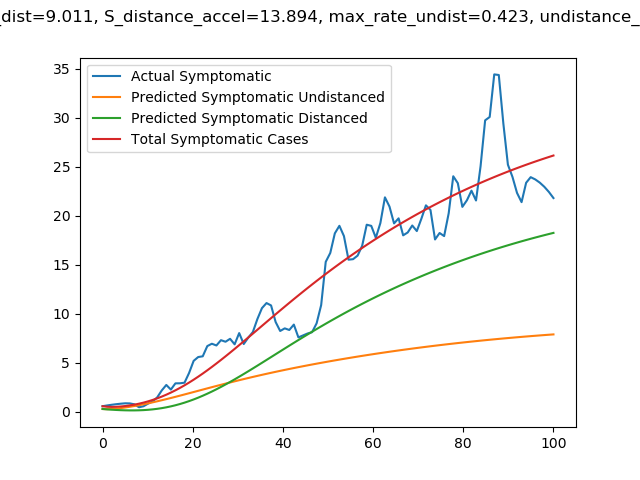 _dist=9.011, S_distance_accel=13.894, max_rate_undist=0.423, undistance_
Actual Symptomatic
Predicted Symptomatic Undistanced
Predicted Symptomatic Distanced
Total Symptomatic Cases
35
30
25
20
15
10
5
0
0 20 40 60 80 100